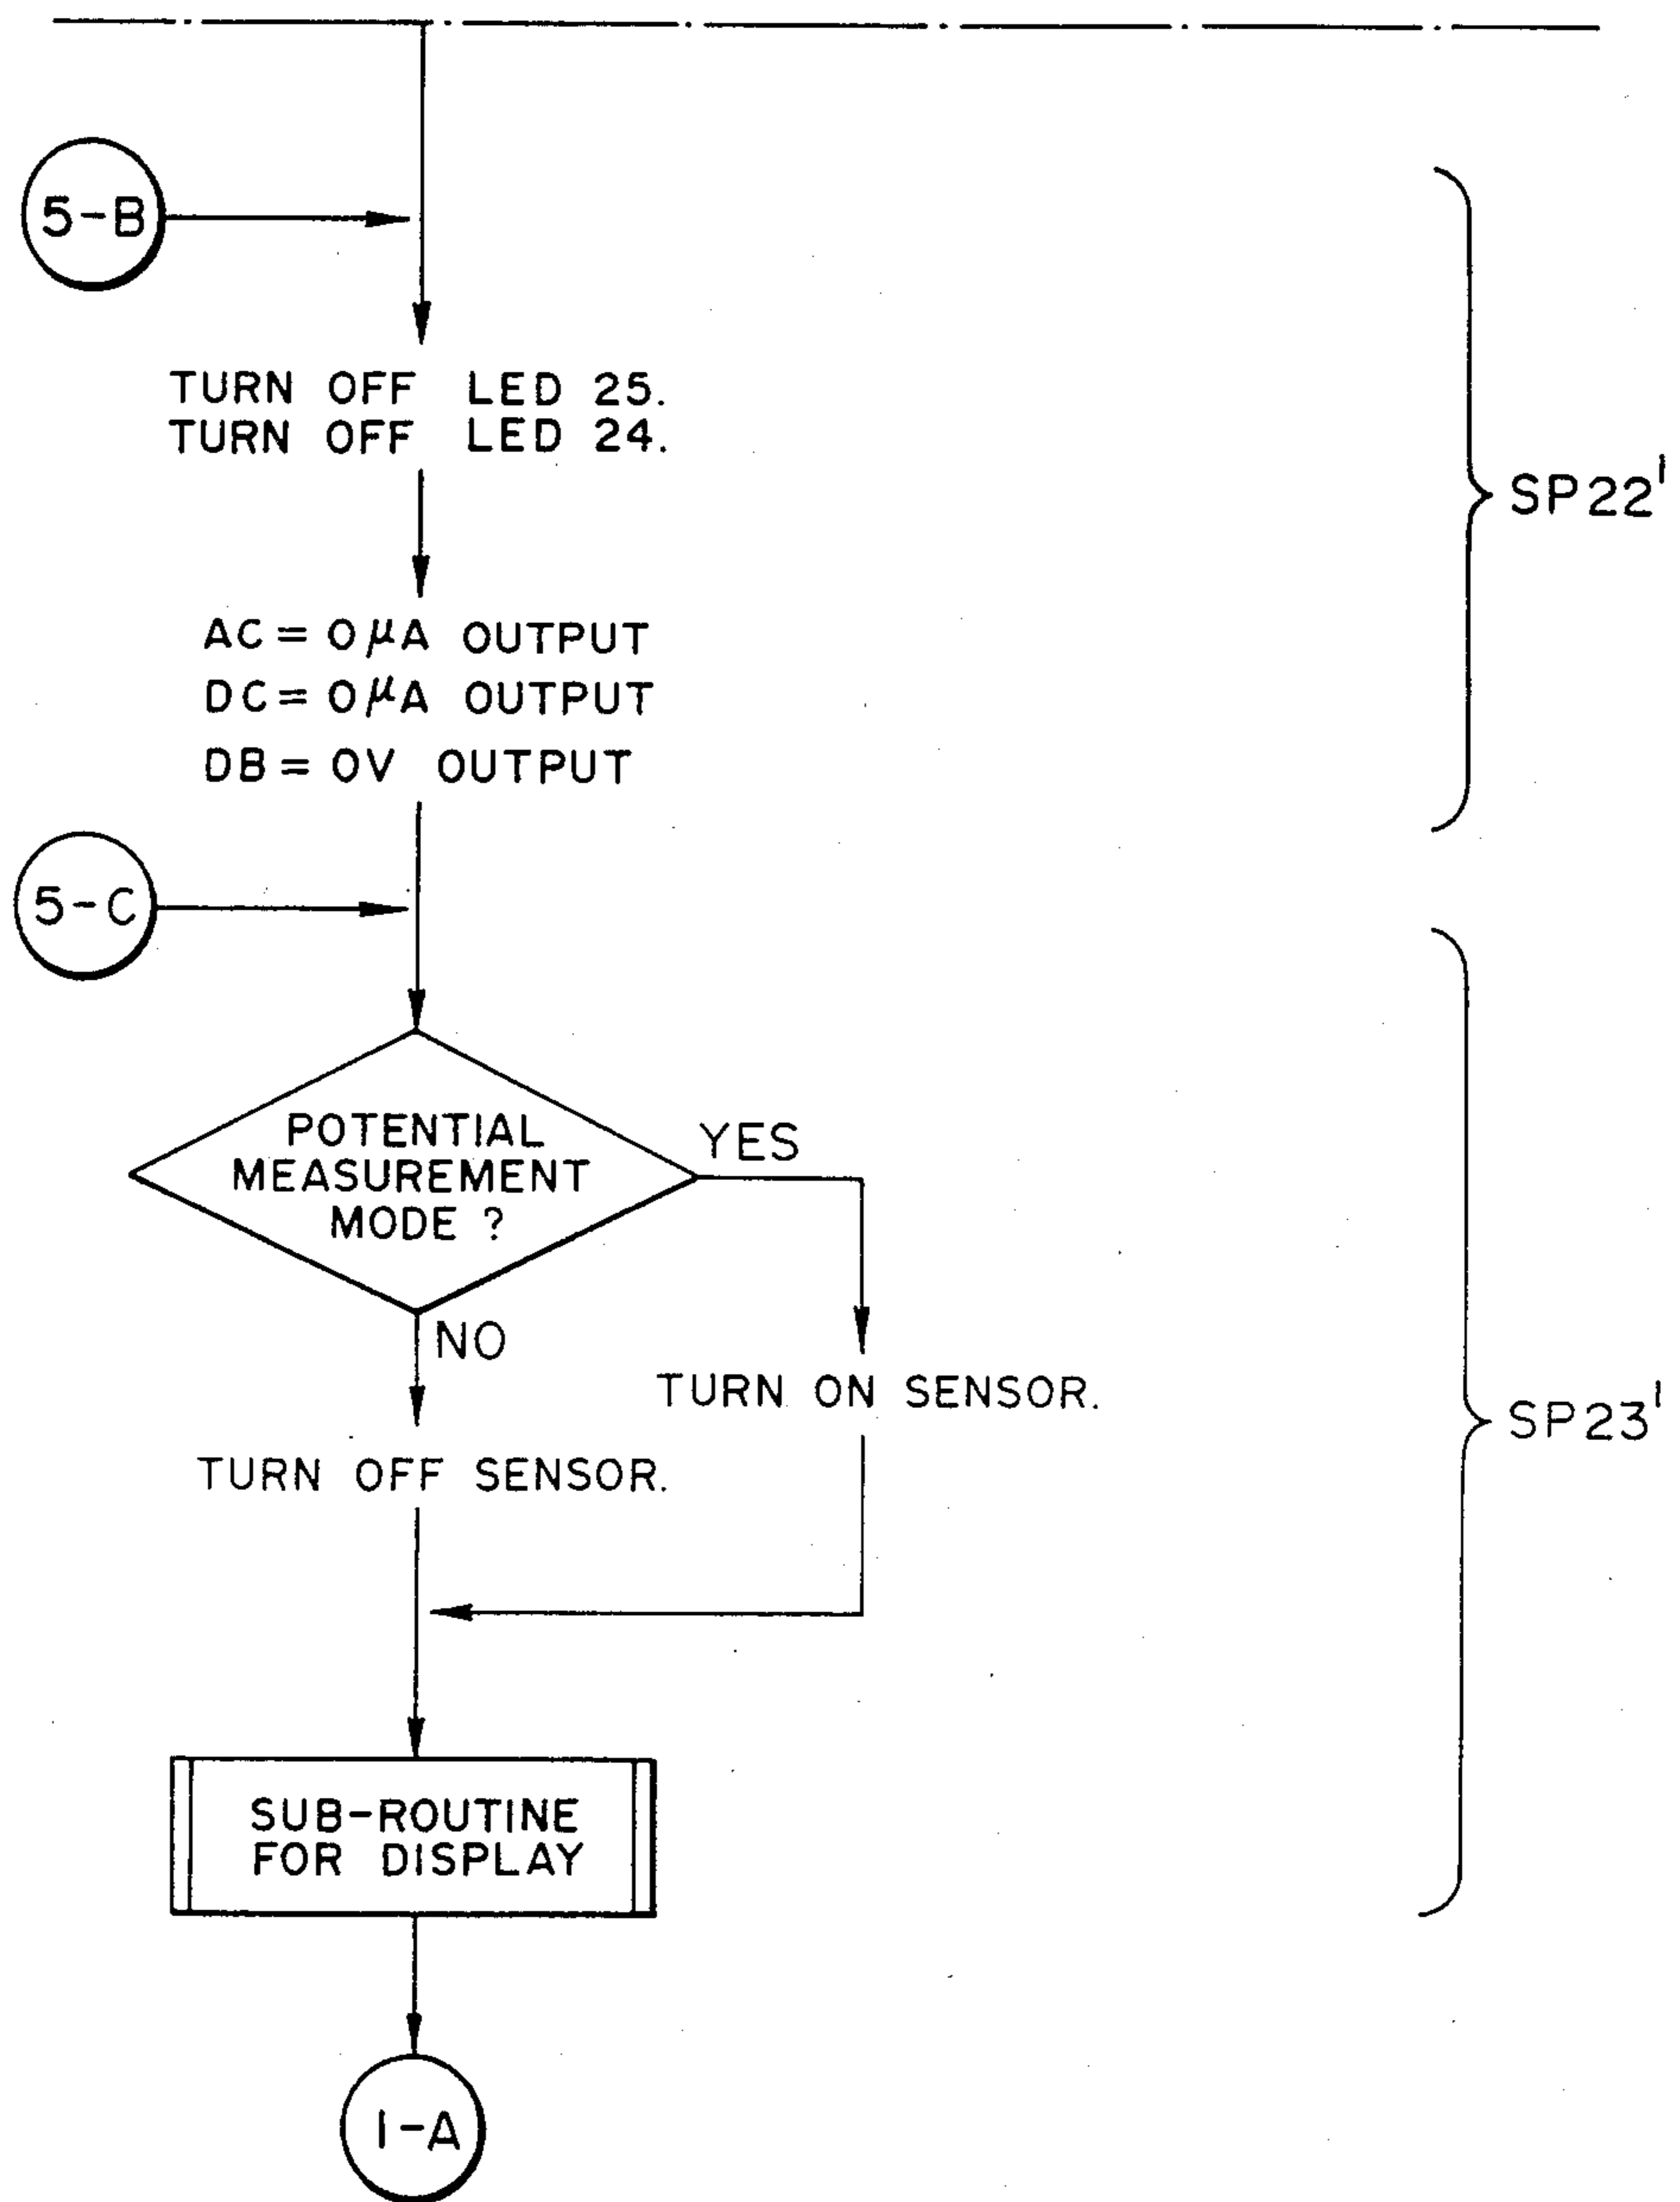 5-B
TURN OFF LED 25.
TURN OFF LED 24.
SP22'
AC = 0μA OUTPUT
DC = 0μA OUTPUT
DB = 0V OUTPUT
5-C
POTENTIAL
MEASUREMENT
MODE ?
YES
NO
TURN ON SENSOR.
SP23'
TURN OFF SENSOR.
SUB-ROUTINE
FOR DISPLAY
1-A